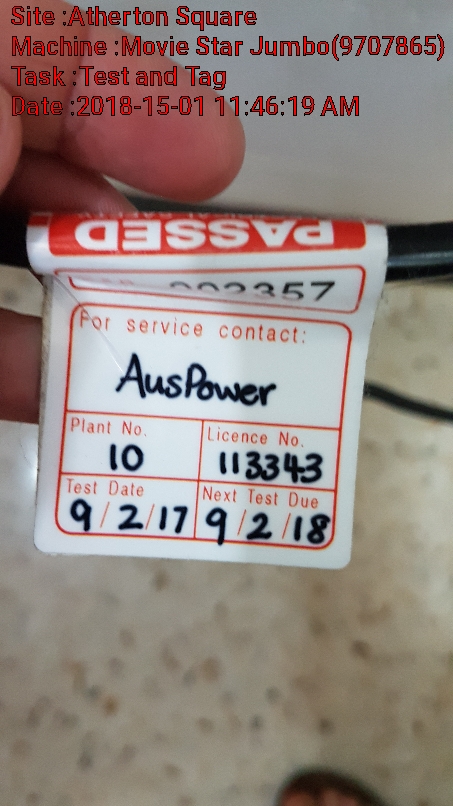 Site :Atherton Square
Machine :Movie Star Jumbo(9707865)
Task :Test and Tag
Date :2018-15-01 11:46:19 AM
PASSED
002357
For service contact:
AusPower
Plant No. Licence No.
10 113343
Test Date Next Test Due
9/2/17 9/2/18